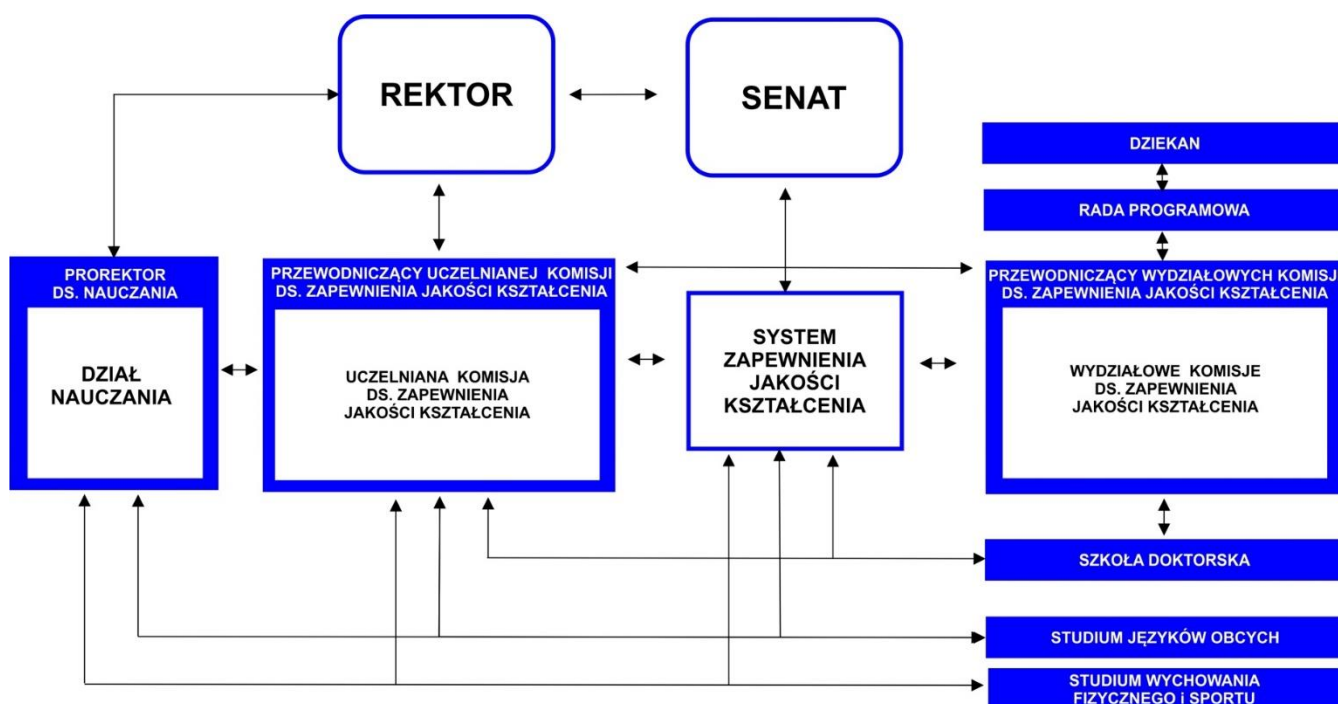 REKTOR
SENAT
DZIEKAN
RADA PROGRAMOWA
PROREKTOR
DS. NAUCZANIA
DZIAŁ
NAUCZANIA
PRZEWODNICZĄCY UCZELNIANEJ KOMISJI
DS. ZAPEWNIENIA JAKOŚCI KSZTAŁCENIA
UCZELNIANA KOMISJA
DS. ZAPEWNIENIA
JAKOŚCI KSZTAŁCENIA
SYSTEM
ZAPEWNIENIA
JAKOŚCI
KSZTAŁCENIA
PRZEWODNICZĄCY WYDZIAŁOWYCH KOMISJI
DS. ZAPEWNIENIA JAKOŚCI KSZTAŁCENIA
WYDZIAŁOWE KOMISJE
DS. ZAPEWNIENIA
JAKOŚCI KSZTAŁCENIA
SZKOŁA DOKTORSKA
STUDIUM JĘZYKÓW OBCYCH
STUDIUM WYCHOWANIA
FIZYCZNEGO i SPORTU